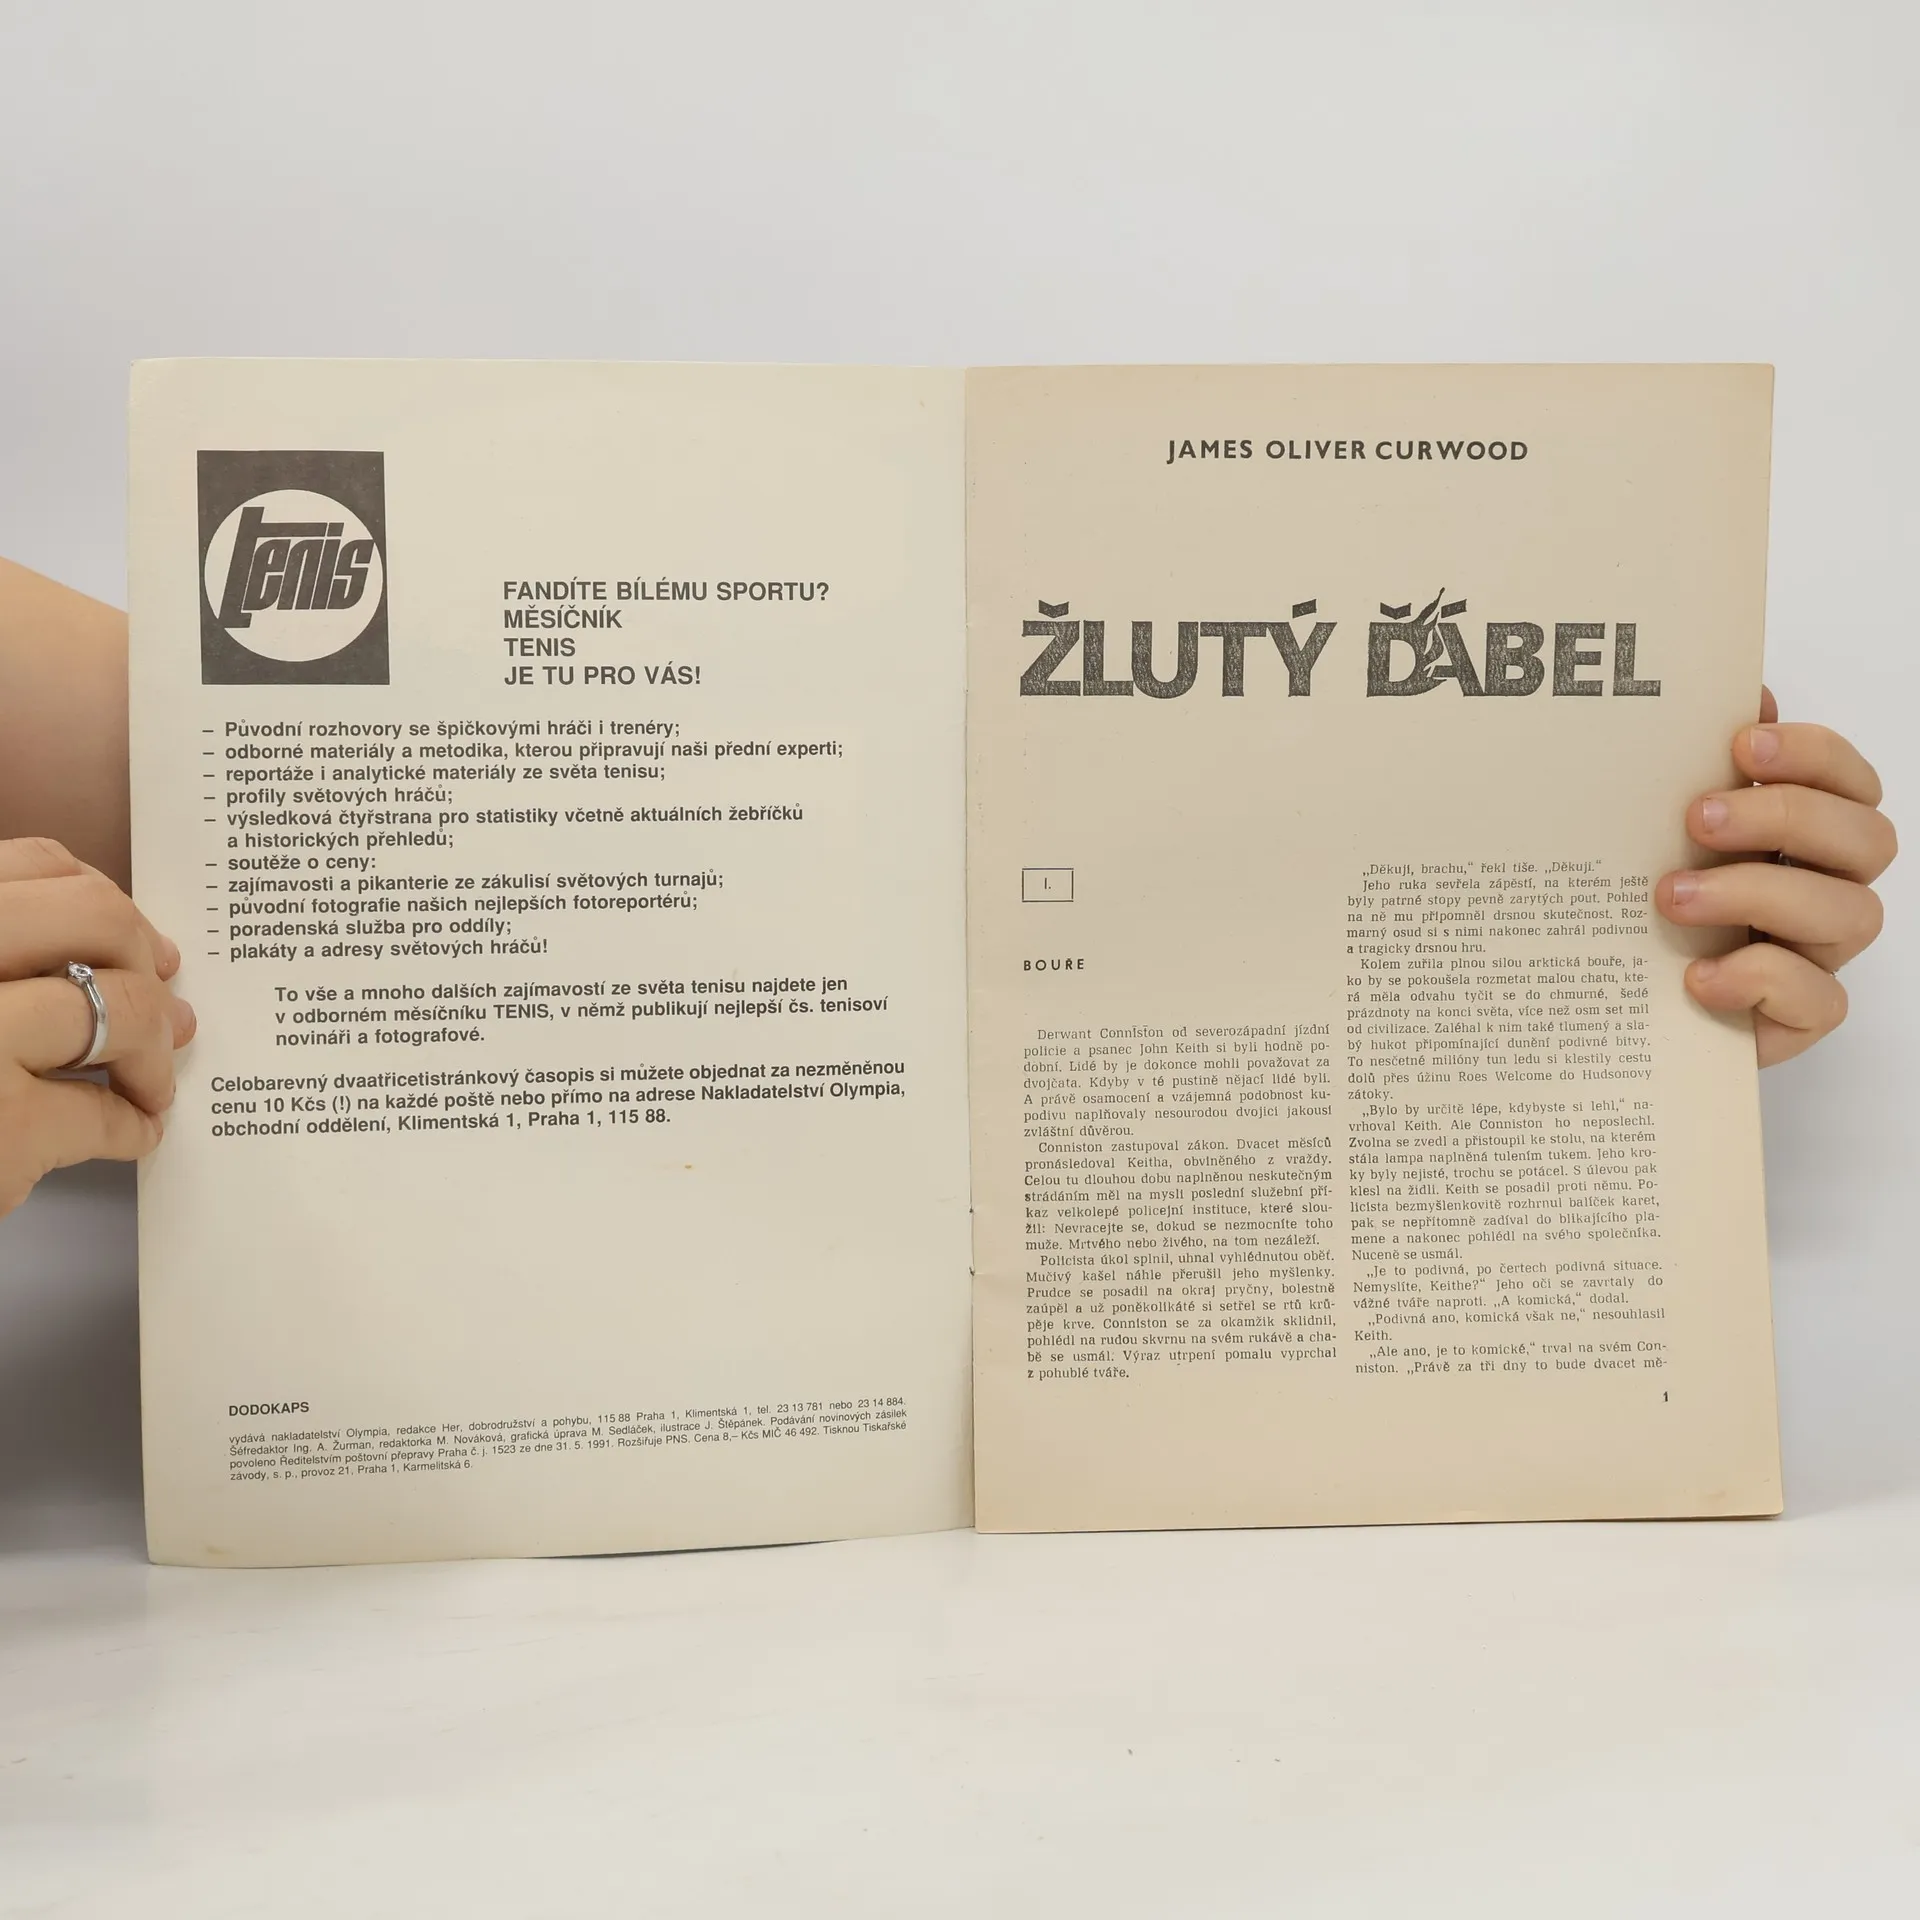 tenis
FANDÍTE BÍLÉMU SPORTU?
MĚSÍČNÍK
TENIS
JE TU PRO VÁS!
– Původní rozhovory se špičkovými hráči i trenéry;
– odborné materiály a metodika, kterou připravují naši přední experti;
– reportáže i analytické materiály ze světa tenisu;
– profily světových hráčů;
– výsledková čtyřstrana pro statistiky včetně aktuálních žebříčků
a historických přehledů;
– soutěže o ceny:
– zajímavosti a pikanterie ze zákulisí světových turnajů;
– původní fotografie našich nejlepších fotoreportérů;
– poradenská služba pro oddíly;
– plakáty a adresy světových hráčů!
To vše a mnoho dalších zajímavostí ze světa tenisu najdete jen
v odborném měsíčníku TENIS, v němž publikují nejlepší čs. tenisoví
novináři a fotografové.
Celobarevný dvaatřicetistránkový časopis si můžete objednat za nezměněnou
cenu 10 Kčs (!) na každé poště nebo přímo na adrese Nakladatelství Olympia,
obchodní oddělení, Klimentská 1, Praha 1, 115 88.
DODOKAPS
vydává nakladatelství Olympia, redakce Her, dobrodružství a pohybu, 115 88 Praha 1, Klimentská 1, tel. 23 13 781 nebo 23 14 884.
Šéfredaktor Ing. A. Žurman, redaktorka M. Nováková, grafická úprava M. Sedláček, ilustrace J. Štěpánek. Podávání novinových zásilek
povoleno Ředitelstvím poštovní přepravy Praha č. j. 1523 ze dne 31. 5. 1991. Rozšiřuje PNS. Cena 8,– Kčs MIČ 46 492. Tisknou Tiskařské
závody, s. p., provoz 21, Praha 1, Karmelitská 6.
JAMES OLIVER CURWOOD
ŽLUTÝ ĎÁBEL
I.
BOUŘE
Derwant Conniston od severozápadní jízdní
policie a psanec John Keith si byli hodně po-
dobní. Lidé by je dokonce mohli považovat za
dvojčata. Kdyby v té pustině nějací lidé byli.
A právě osamocení a vzájemná podobnost ku-
podivu naplňovaly nesourodou dvojici jakousi
zvláštní důvěrou.
Conniston zastupoval zákon. Dvacet měsíců
pronásledoval Keitha, obviněného z vraždy.
Celou tu dlouhou dobu naplněnou neskutečným
strádáním měl na mysli poslední služební pří-
kaz velkolepé policejní instituce, které slou-
žil: Nevracejte se, dokud se nezmocníte toho
muže. Mrtvého nebo živého, na tom nezáleží.
Policista úkol splnil, uhnal vyhlédnutou oběť.
Mučivý kašel náhle přerušil jeho myšlenky.
Prudce se posadil na okraj pryčny, bolestně
zaúpěl a už poněkolikáté si setřel se rtů krů-
pěje krve. Conniston se za okamžik sklidnil,
pohlédl na rudou skvrnu na svém rukávě a cha-
bě se usmál. Výraz utrpení pomalu vyprchal
z pohublé tváře.
„Děkuji, brachu,“ řekl tiše. „Děkuji.“
Jeho ruka sevřela zápěstí, na kterém ještě
byly patrné stopy pevně zarytých pout. Pohled
na ně mu připomněl drsnou skutečnost. Roz-
marný osud si s nimi nakonec zahrál podivnou
a tragicky drsnou hru.
Kolem zuřila plnou silou arktická bouře, ja-
ko by se pokoušela rozmetat malou chatu, kte-
rá měla odvahu tyčit se do chmurné, šedé
prázdnoty na konci světa, více než osm set mil
od civilizace. Zaléhal k nim také tlumený a sla-
bý hukot připomínající dunění podivné bitvy.
To nesčetné milióny tun ledu si klestily cestu
dolů přes úžinu Roes Welcome do Hudsonovy
zátoky.
„Bylo by určitě lépe, kdybyste si lehl,“ na-
vrhoval Keith. Ale Conniston ho neposlechl.
Zvolna se zvedl a přistoupil ke stolu, na kterém
stála lampa naplněná tulením tukem. Jeho kro-
ky byly nejisté, trochu se potácel. S úlevou pak
klesl na židli. Keith se posadil proti němu. Po-
licista bezmyšlenkovitě rozhrnul balíček karet,
pak se nepřítomně zadíval do blikajícího pla-
mene a nakonec pohlédl na svého společníka.
Nuceně se usmál.
„Je to podivná, po čertech podivná situace.
Nemyslíte, Keithe?“ Jeho oči se zavrtaly do
vážné tváře naproti. „A komická,“ dodal.
„Podivná ano, komická však ne,“ nesouhlasil
Keith.
„Ale ano, je to komické,“ trval na svém Con-
niston. „Právě za tři dny to bude dvacet mě-
1